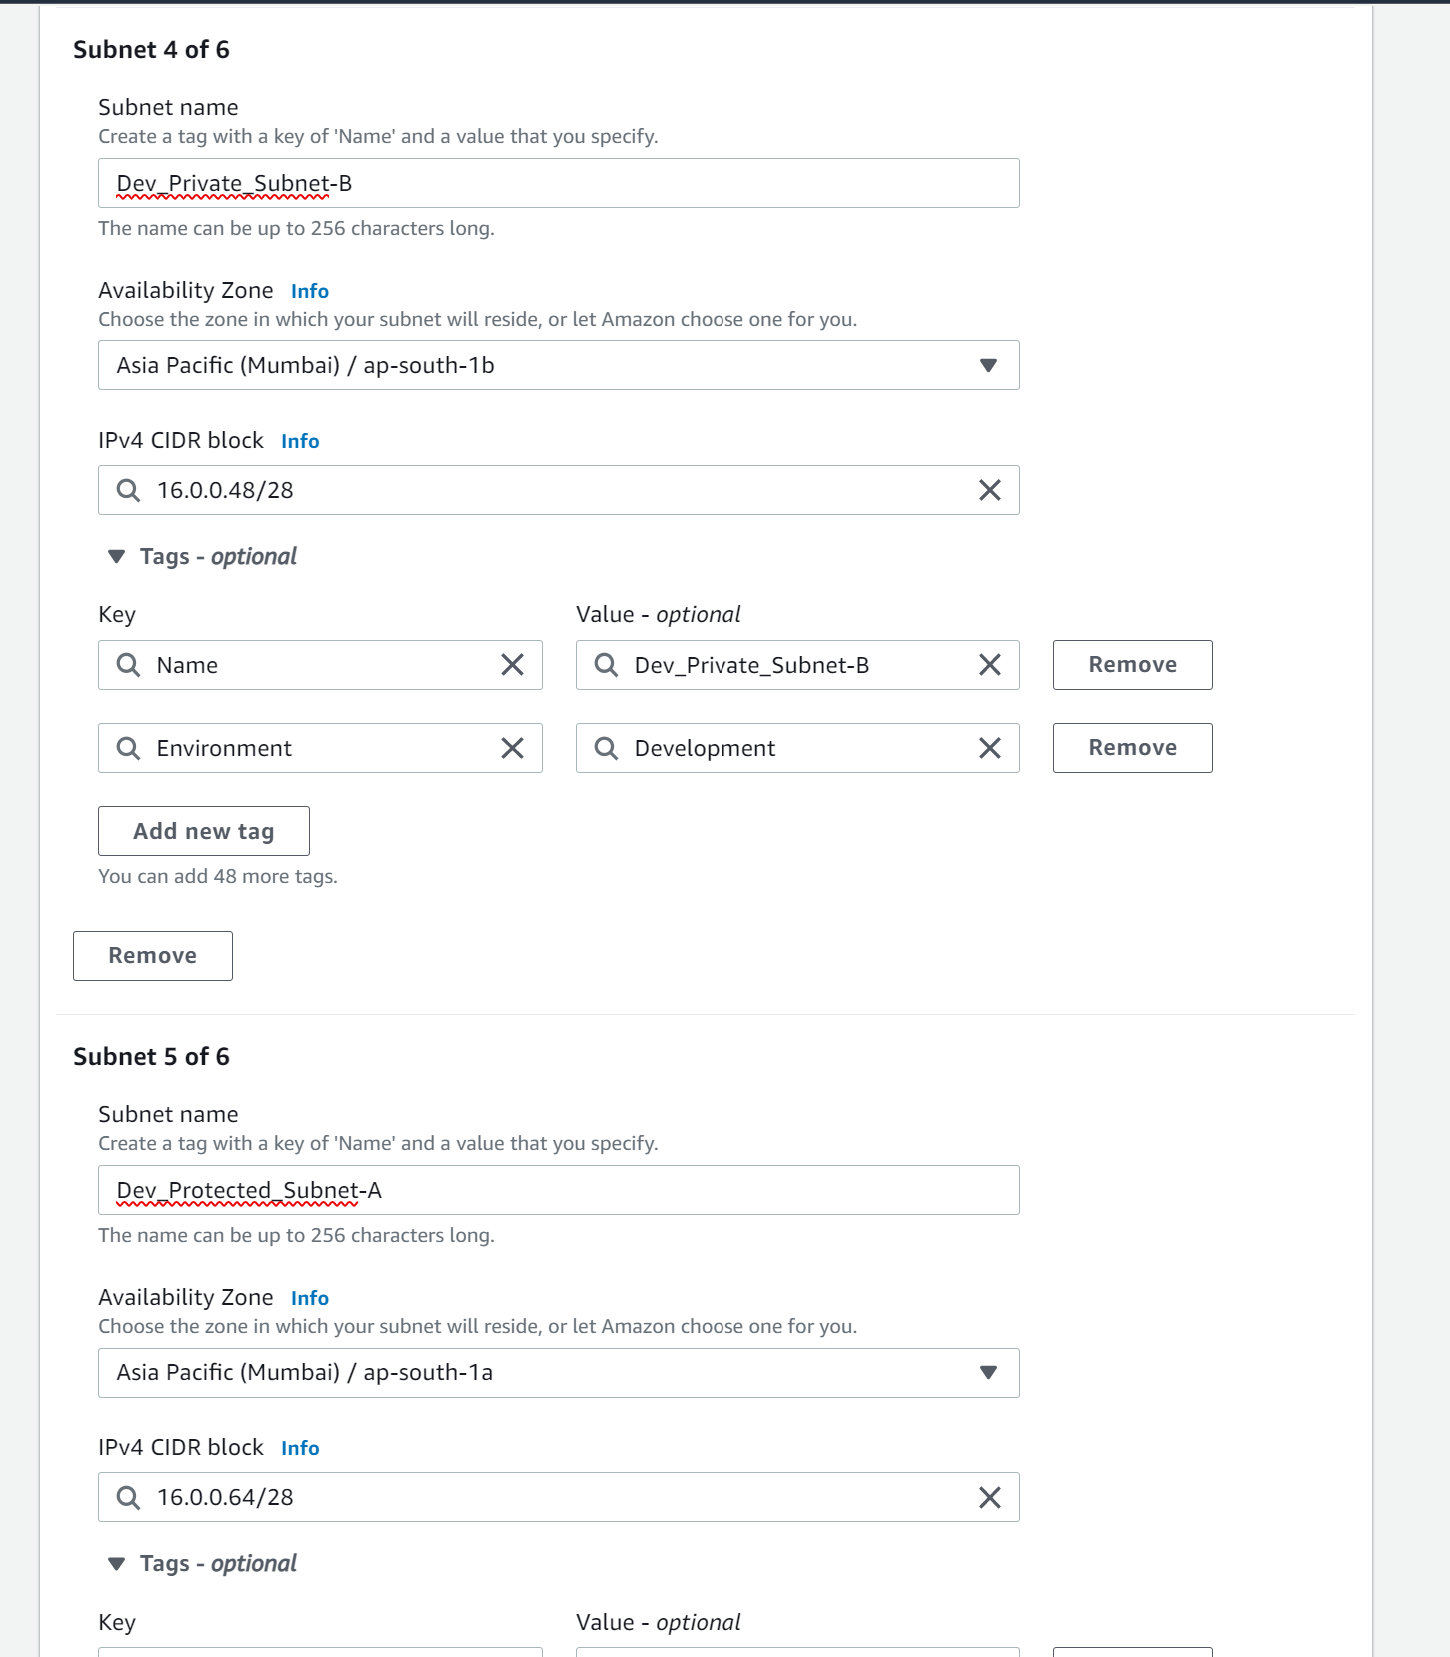 Subnet 4 of 6
Subnet name
Create a tag with a key of 'Name' and a value that you specify.
Dev_Private_Subnet-B
The name can be up to 256 characters long.
Availability Zone Info
Choose the zone in which your subnet will reside, or let Amazon choose one for you.
Asia Pacific (Mumbai) / ap-south-1b
IPv4 CIDR block Info
16.0.0.48/28
Tags - optional
Key Value - optional
Name Dev_Private_Subnet-B Remove
Environment Development Remove
Add new tag
You can add 48 more tags.
Remove
Subnet 5 of 6
Subnet name
Create a tag with a key of 'Name' and a value that you specify.
Dev_Protected_Subnet-A
The name can be up to 256 characters long.
Availability Zone Info
Choose the zone in which your subnet will reside, or let Amazon choose one for you.
Asia Pacific (Mumbai) / ap-south-1a
IPv4 CIDR block Info
16.0.0.64/28
Tags - optional
Key Value - optional